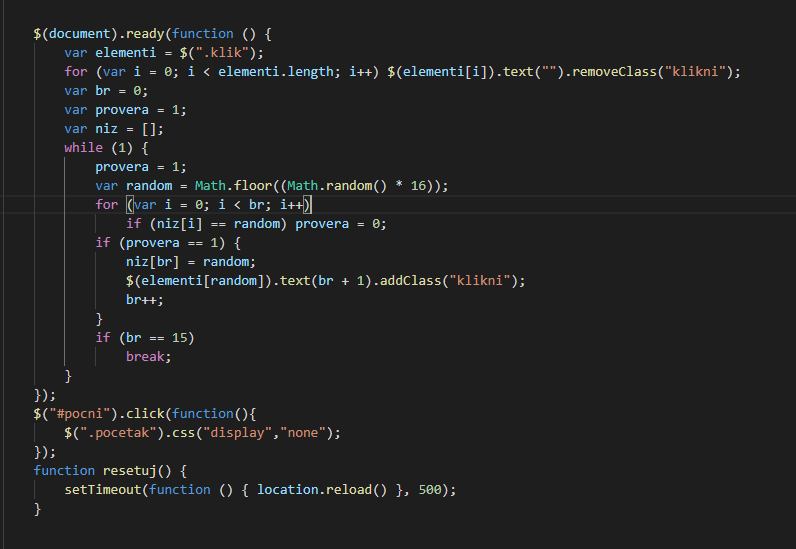 $(document).ready(function () {
    var elementi = $(".klik");
    for (var i = 0; i < elementi.length; i++) $(elementi[i]).text("").removeClass("klikni");
    var br = 0;
    var provera = 1;
    var niz = [];
    while (1) {
        provera = 1;
        var random = Math.floor((Math.random() * 16));
        for (var i = 0; i < br; i++)
            if (niz[i] == random) provera = 0;
        if (provera == 1) {
            niz[br] = random;
            $(elementi[random]).text(br + 1).addClass("klikni");
            br++;
        }
        if (br == 15)
            break;
    }
});
$("#pocni").click(function(){
    $(".pocetak").css("display","none");
});
function resetuj() {
    setTimeout(function () { location.reload() }, 500);
}